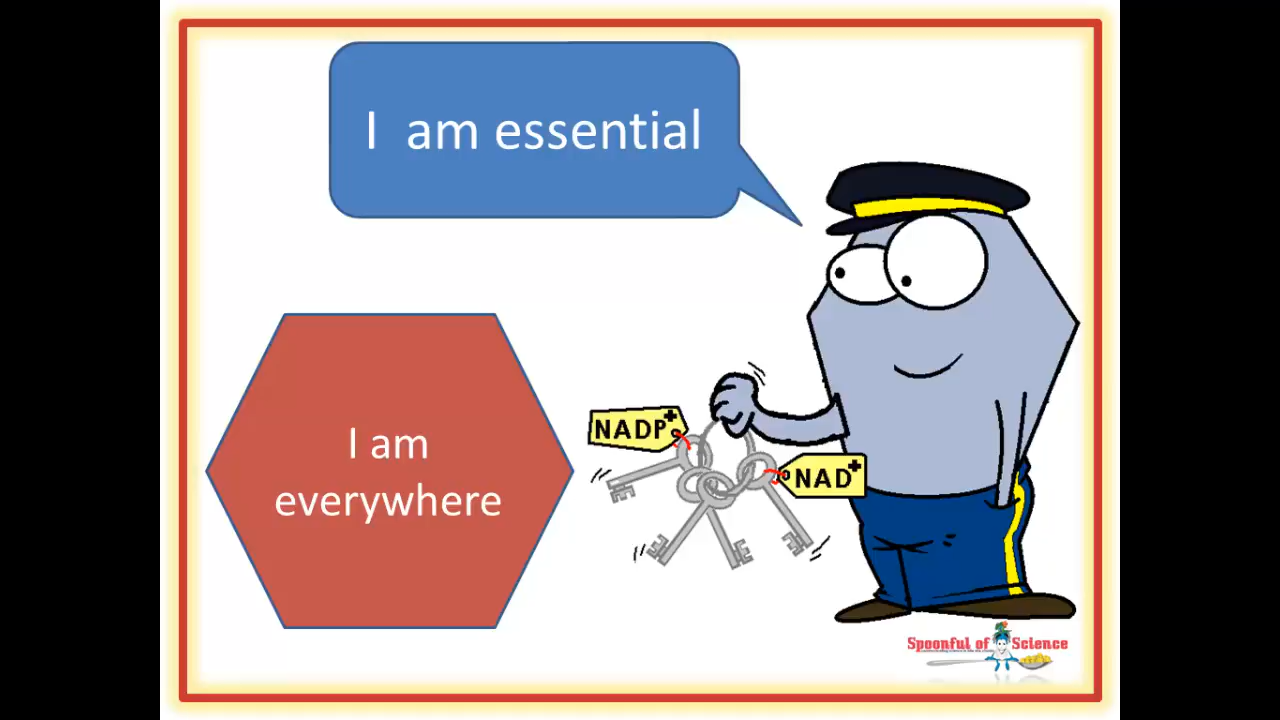 I am essential
I am
everywhere
NADP+
NAD+
Spoonful of Science